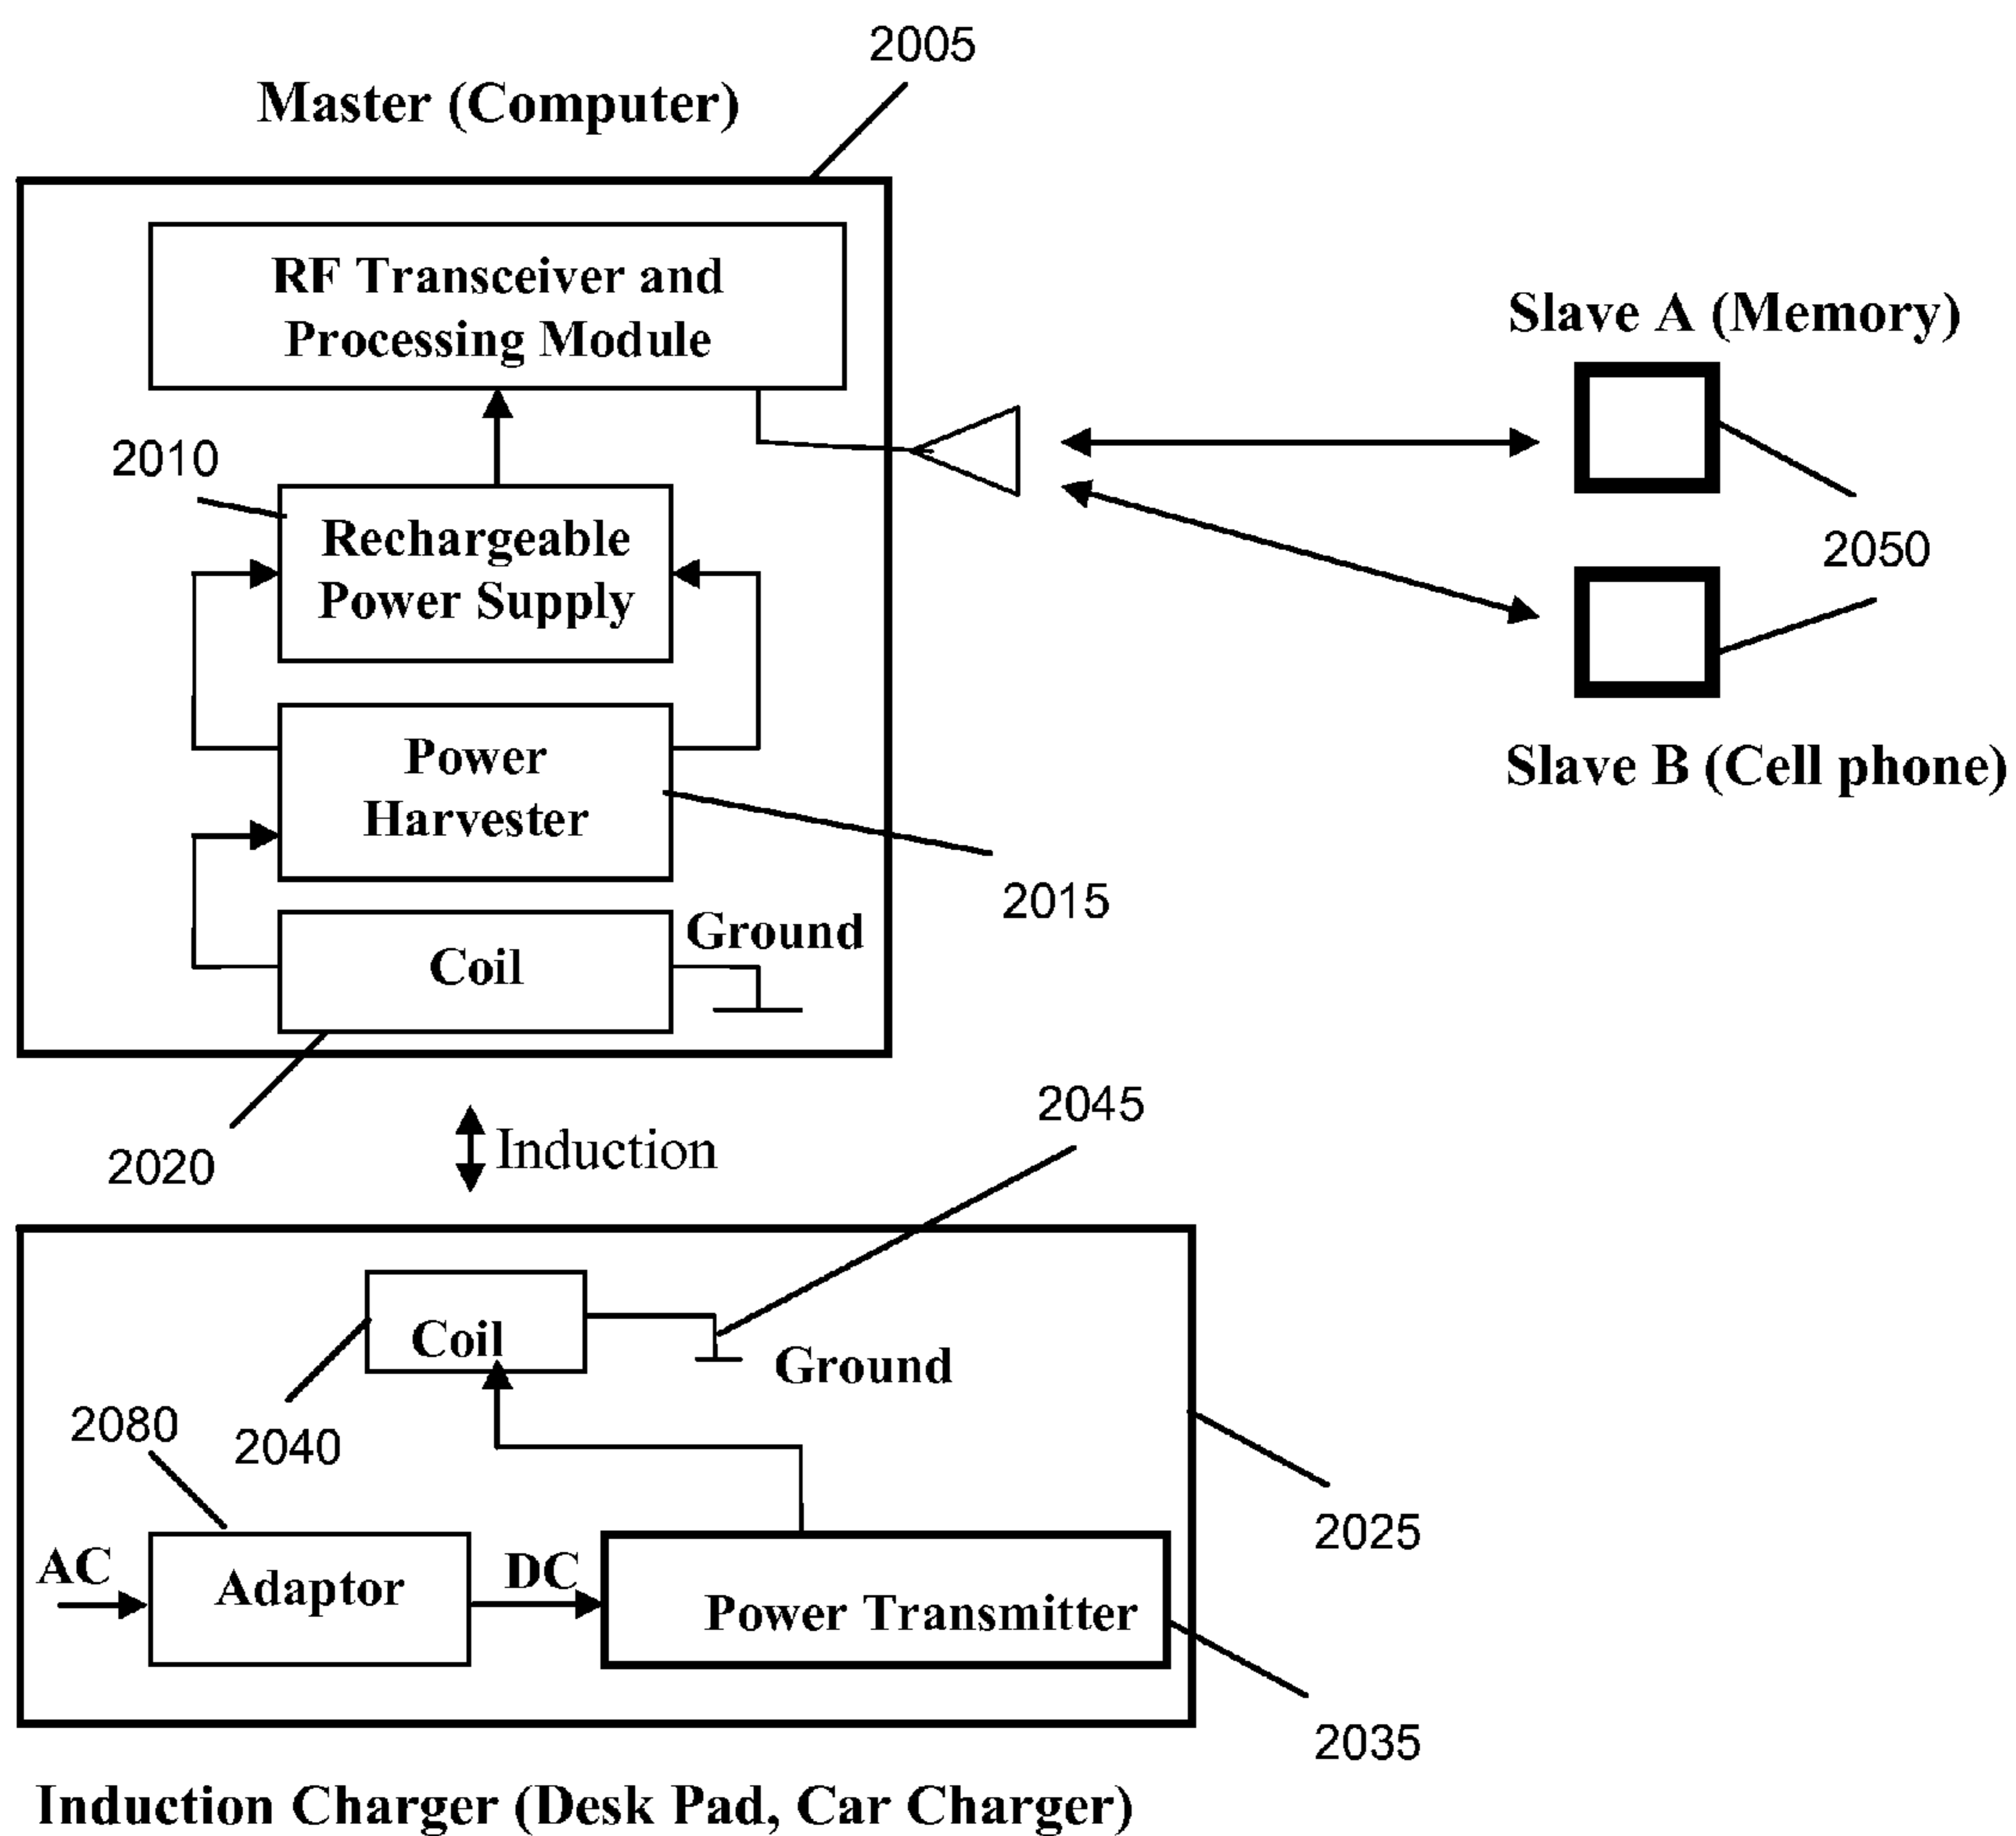 2005
Master (Computer)
RF Transceiver and
Processing Module
Slave A (Memory)
2010
Rechargeable
Power Supply
2050
Power
Harvester
Slave B (Cell phone)
2015
Ground
Coil
2020
Induction
2045
Coil
Ground
2080
2040
2025
AC
Adaptor
DC
Power Transmitter
2035
Induction Charger (Desk Pad, Car Charger)